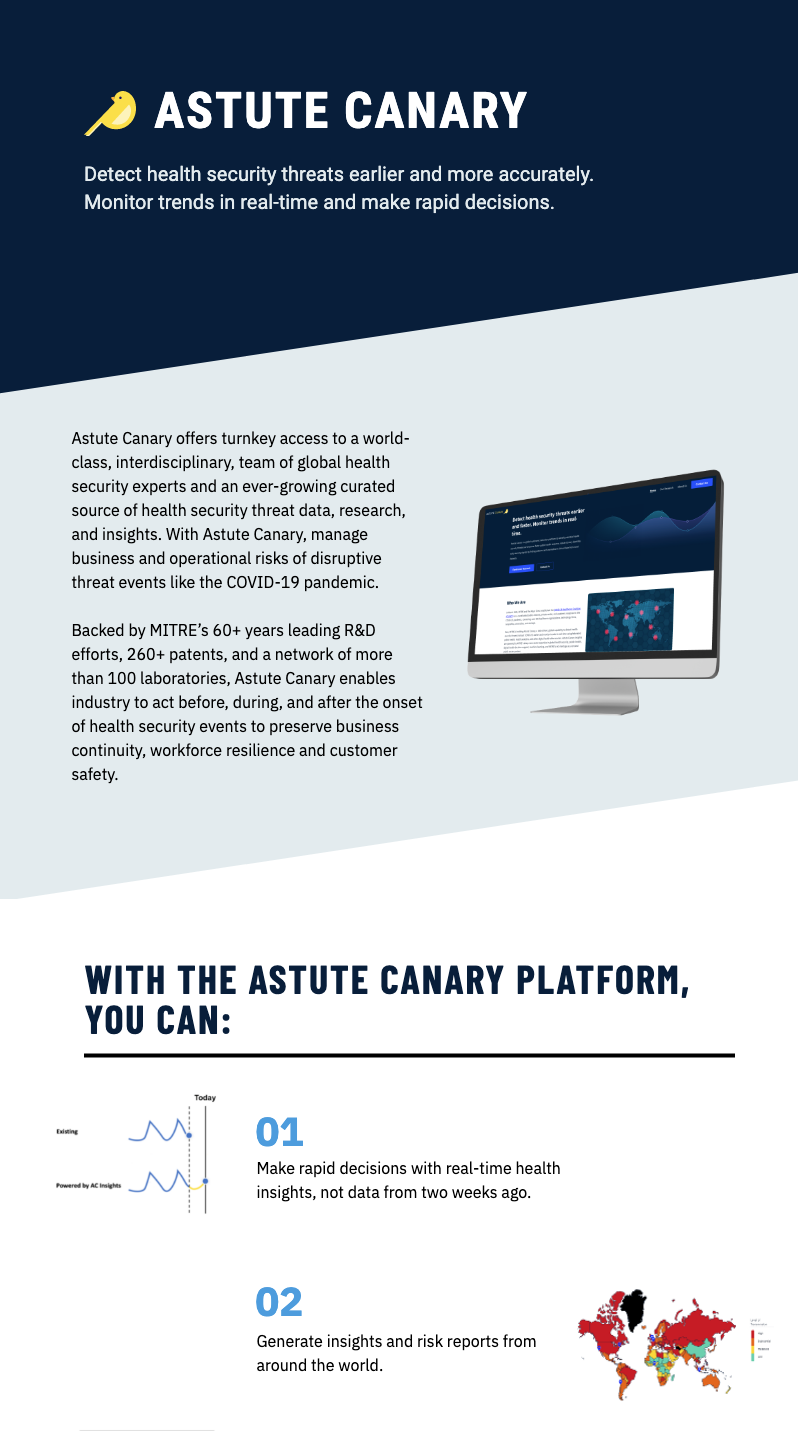 ASTUTE CANARY
Detect health security threats earlier and more accurately.
Monitor trends in real-time and make rapid decisions.
Astute Canary offers turnkey access to a world-
class, interdisciplinary, team of global health
security experts and an ever-growing curated
source of health security threat data, research,
and insights. With Astute Canary, manage
business and operational risks of disruptive
threat events like the COVID-19 pandemic.
Backed by MITRE’s 60+ years leading R&D
efforts, 260+ patents, and a network of more
than 100 laboratories, Astute Canary enables
industry to act before, during, and after the onset
of health security events to preserve business
continuity, workforce resilience and customer
safety.
Detect health security threats earlier
and faster. Monitor trends in real-
time.
Who We Are
WITH THE ASTUTE CANARY PLATFORM,
YOU CAN:
Today
Existing
Powered by AC Insights
01
Make rapid decisions with real-time health
insights, not data from two weeks ago.
02
Generate insights and risk reports from
around the world.